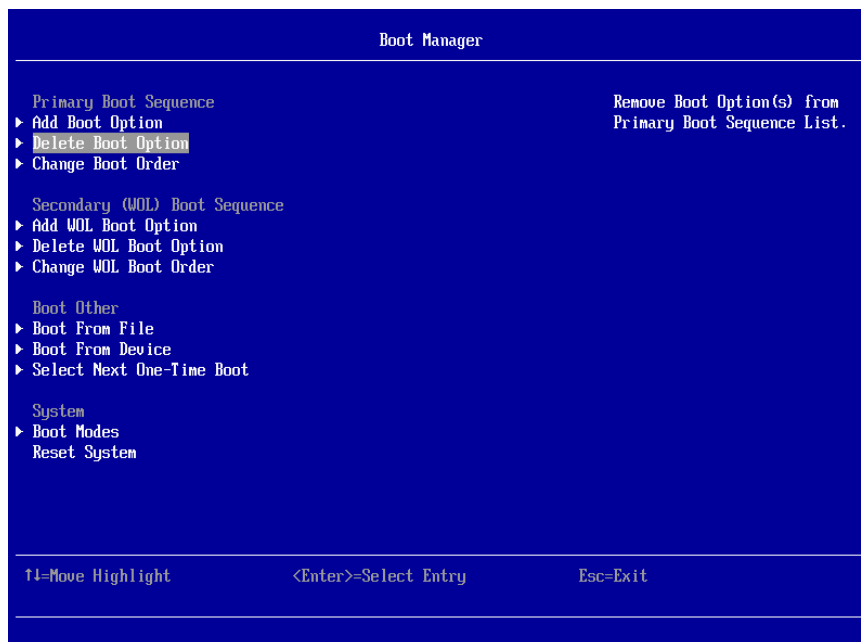 Boot Manager
Primary Boot Sequence
Add Boot Option
Delete Boot Option
Change Boot Order
Remove Boot Option(s) from
Primary Boot Sequence List.
Secondary (WOL) Boot Sequence
Add WOL Boot Option
Delete WOL Boot Option
Change WOL Boot Order
Boot Other
Boot From File
Boot From Device
Select Next One-Time Boot
System
Boot Modes
Reset System
↑↓=Move Highlight <Enter>=Select Entry Esc=Exit